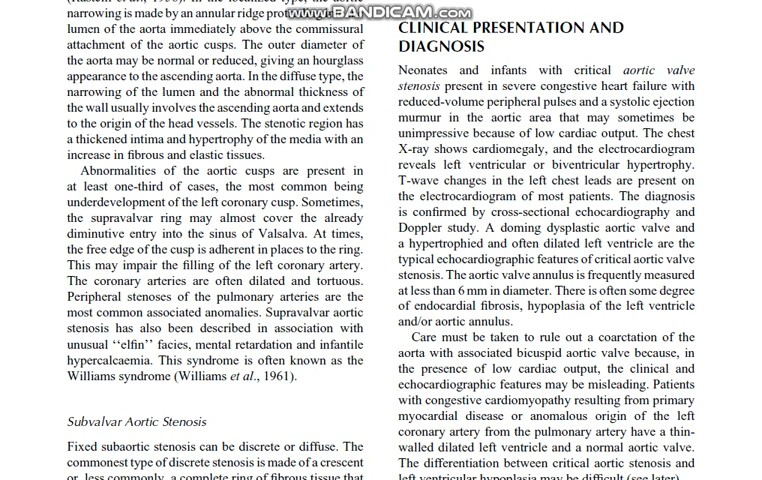 narrowing is made by an annular ridge
lumen of the aorta immediately above the commissural
attachment of the aortic cusps. The outer diameter of
the aorta may be normal or reduced, giving an hourglass
appearance to the ascending aorta. In the diffuse type, the
narrowing of the lumen and the abnormal thickness of
the wall usually involves the ascending aorta and extends
to the origin of the head vessels. The stenotic region has
a thickened intima and hypertrophy of the media with an
increase in fibrous and elastic tissues.
Abnormalities of the aortic cusps are present in
at least one-third of cases, the most common being
underdevelopment of the left coronary cusp. Sometimes,
the supravalvar ring may almost cover the already
diminutive entry into the sinus of Valsalva. At times,
the free edge of the cusp is adherent in places to the ring.
This may impair the filling of the left coronary artery.
The coronary arteries are often dilated and tortuous.
Peripheral stenoses of the pulmonary arteries are the
most common associated anomalies. Supravalvar aortic
stenosis has also been described in association with
unusual ‘‘elfin’’ facies, mental retardation and infantile
hypercalcaemia. This syndrome is often known as the
Williams syndrome (Williams et al., 1961).
Subvalvar Aortic Stenosis
Fixed subaortic stenosis can be discrete or diffuse. The
commonest type of discrete stenosis is made of a crescent
or, less commonly, a complete ring of fibrous tissue that
www.BANDICAM.com
CLINICAL PRESENTATION AND
DIAGNOSIS
Neonates and infants with critical aortic valve
stenosis present in severe congestive heart failure with
reduced-volume peripheral pulses and a systolic ejection
murmur in the aortic area that may sometimes be
unimpressive because of low cardiac output. The chest
X-ray shows cardiomegaly, and the electrocardiogram
reveals left ventricular or biventricular hypertrophy.
T-wave changes in the left chest leads are present on
the electrocardiogram of most patients. The diagnosis
is confirmed by cross-sectional echocardiography and
Doppler study. A doming dysplastic aortic valve and
a hypertrophied and often dilated left ventricle are the
typical echocardiographic features of critical aortic valve
stenosis. The aortic valve annulus is frequently measured
at less than 6 mm in diameter. There is often some degree
of endocardial fibrosis, hypoplasia of the left ventricle
and/or aortic annulus.
Care must be taken to rule out a coarctation of the
aorta with associated bicuspid aortic valve because, in
the presence of low cardiac output, the clinical and
echocardiographic features may be misleading. Patients
with congestive cardiomyopathy resulting from primary
myocardial disease or anomalous origin of the left
coronary artery from the pulmonary artery have a thin-
walled dilated left ventricle and a normal aortic valve.
The differentiation between critical aortic stenosis and
left ventricular hypoplasia may be difficult (see later).